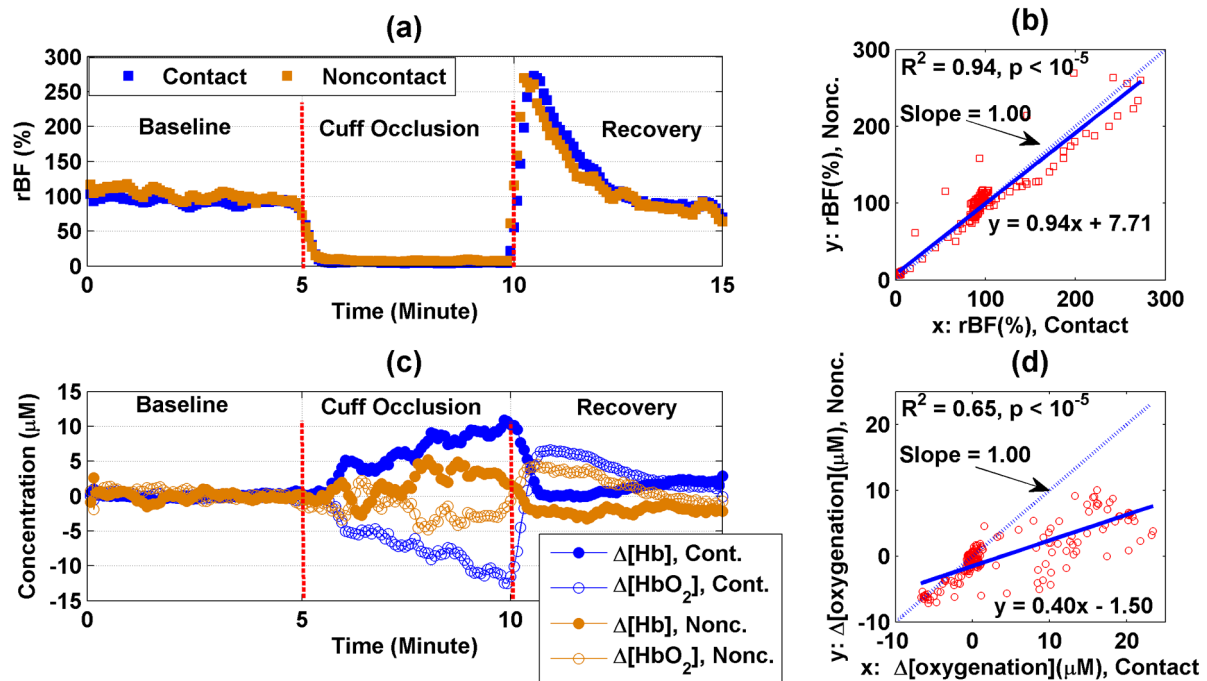 (a)
300
250
200
150
100
50
0
rBF (%)
Contact Noncontact
Baseline Cuff Occlusion Recovery
0 5 10 15
Time (Minute)
(b)
300
200
100
0
y: rBF(%), Nonc.
R² = 0.94, p < 10⁻⁵
Slope = 1.00
y = 0.94x + 7.71
0 100 200 300
x: rBF(%), Contact
(c)
15
10
5
0
-5
-10
-15
Concentration (µM)
Baseline Cuff Occlusion Recovery
Δ[Hb], Cont.
Δ[HbO₂], Cont.
Δ[Hb], Nonc.
Δ[HbO₂], Nonc.
0 5 10
Time (Minute)
(d)
20
10
0
-10
y: Δ[oxygenation](µM), Nonc.
R² = 0.65, p < 10⁻⁵
Slope = 1.00
y = 0.40x - 1.50
-10 0 10 20
x: Δ[oxygenation](µM), Contact